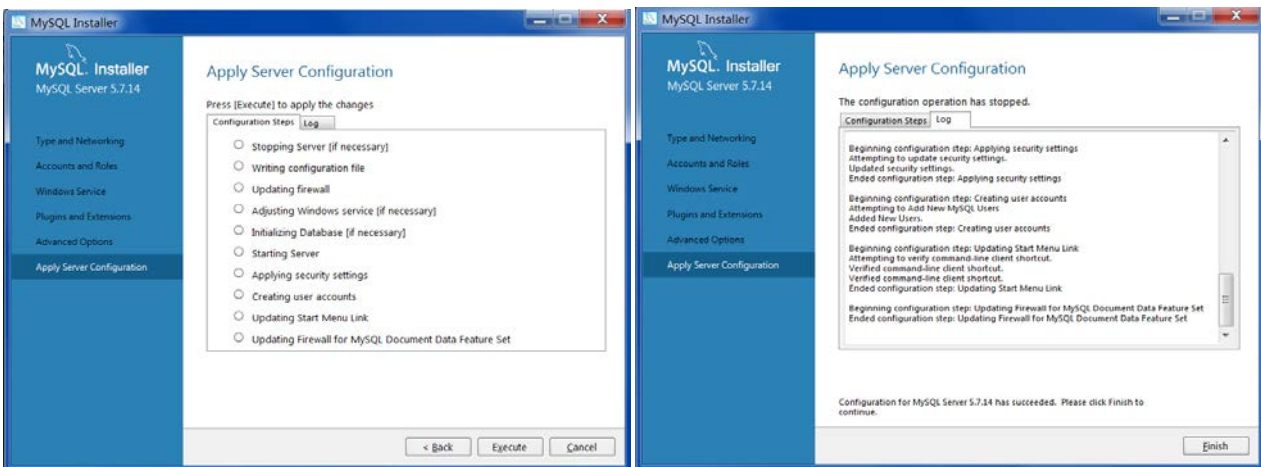 MySQL Installer
MySQL. Installer
MySQL Server 5.7.14
Type and Networking
Accounts and Roles
Windows Service
Plugins and Extensions
Advanced Options
Apply Server Configuration
Apply Server Configuration
Press [Execute] to apply the changes
Configuration Steps Log
Stopping Server [if necessary]
Writing configuration file
Updating firewall
Adjusting Windows service [if necessary]
Initializing Database [if necessary]
Starting Server
Applying security settings
Creating user accounts
Updating Start Menu Link
Updating Firewall for MySQL Document Data Feature Set
< Back Execute Cancel
MySQL Installer
MySQL. Installer
MySQL Server 5.7.14
Type and Networking
Accounts and Roles
Windows Service
Plugins and Extensions
Advanced Options
Apply Server Configuration
Apply Server Configuration
The configuration operation has stopped.
Configuration Steps Log
Beginning configuration step: Applying security settings
Attempting to update security settings.
Updated security settings.
Ended configuration step: Applying security settings
Beginning configuration step: Creating user accounts
Attempting to Add New MySQL Users
Added New Users.
Ended configuration step: Creating user accounts
Beginning configuration step: Updating Start Menu Link
Attempting to verify command-line client shortcut.
Verified command-line client shortcut.
Verified command-line client shortcut.
Ended configuration step: Updating Start Menu Link
Beginning configuration step: Updating Firewall for MySQL Document Data Feature Set
Ended configuration step: Updating Firewall for MySQL Document Data Feature Set
Configuration for MySQL Server 5.7.14 has succeeded. Please click Finish to
continue.
Finish